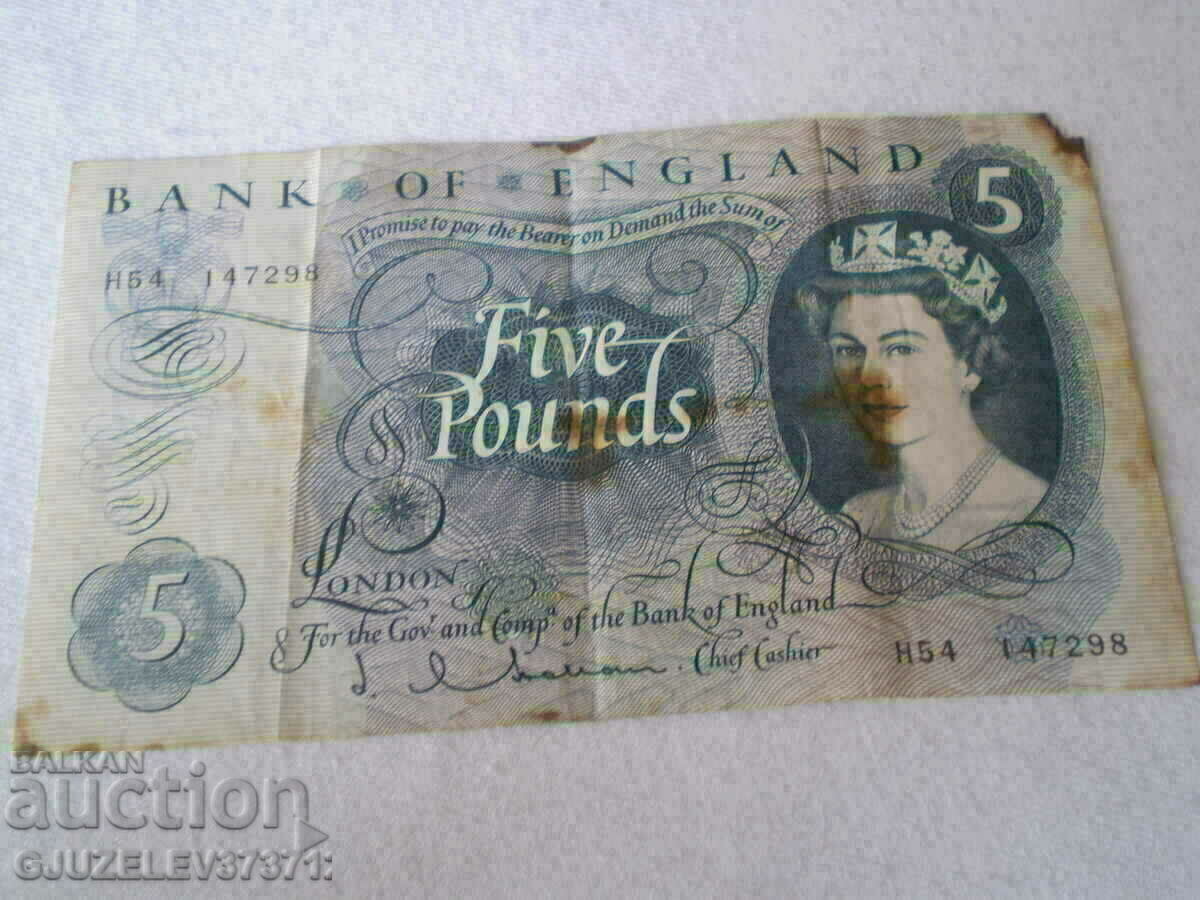 BANK OF ENGLAND
5
I Promise to pay the Bearer on Demand the Sum of
H54 147298
Five
Pounds
5
LONDON
For the Govr and Compa of the Bank of England
Chief Cashier
H54 147298
BALKAN
auction
GJUZELEV37371